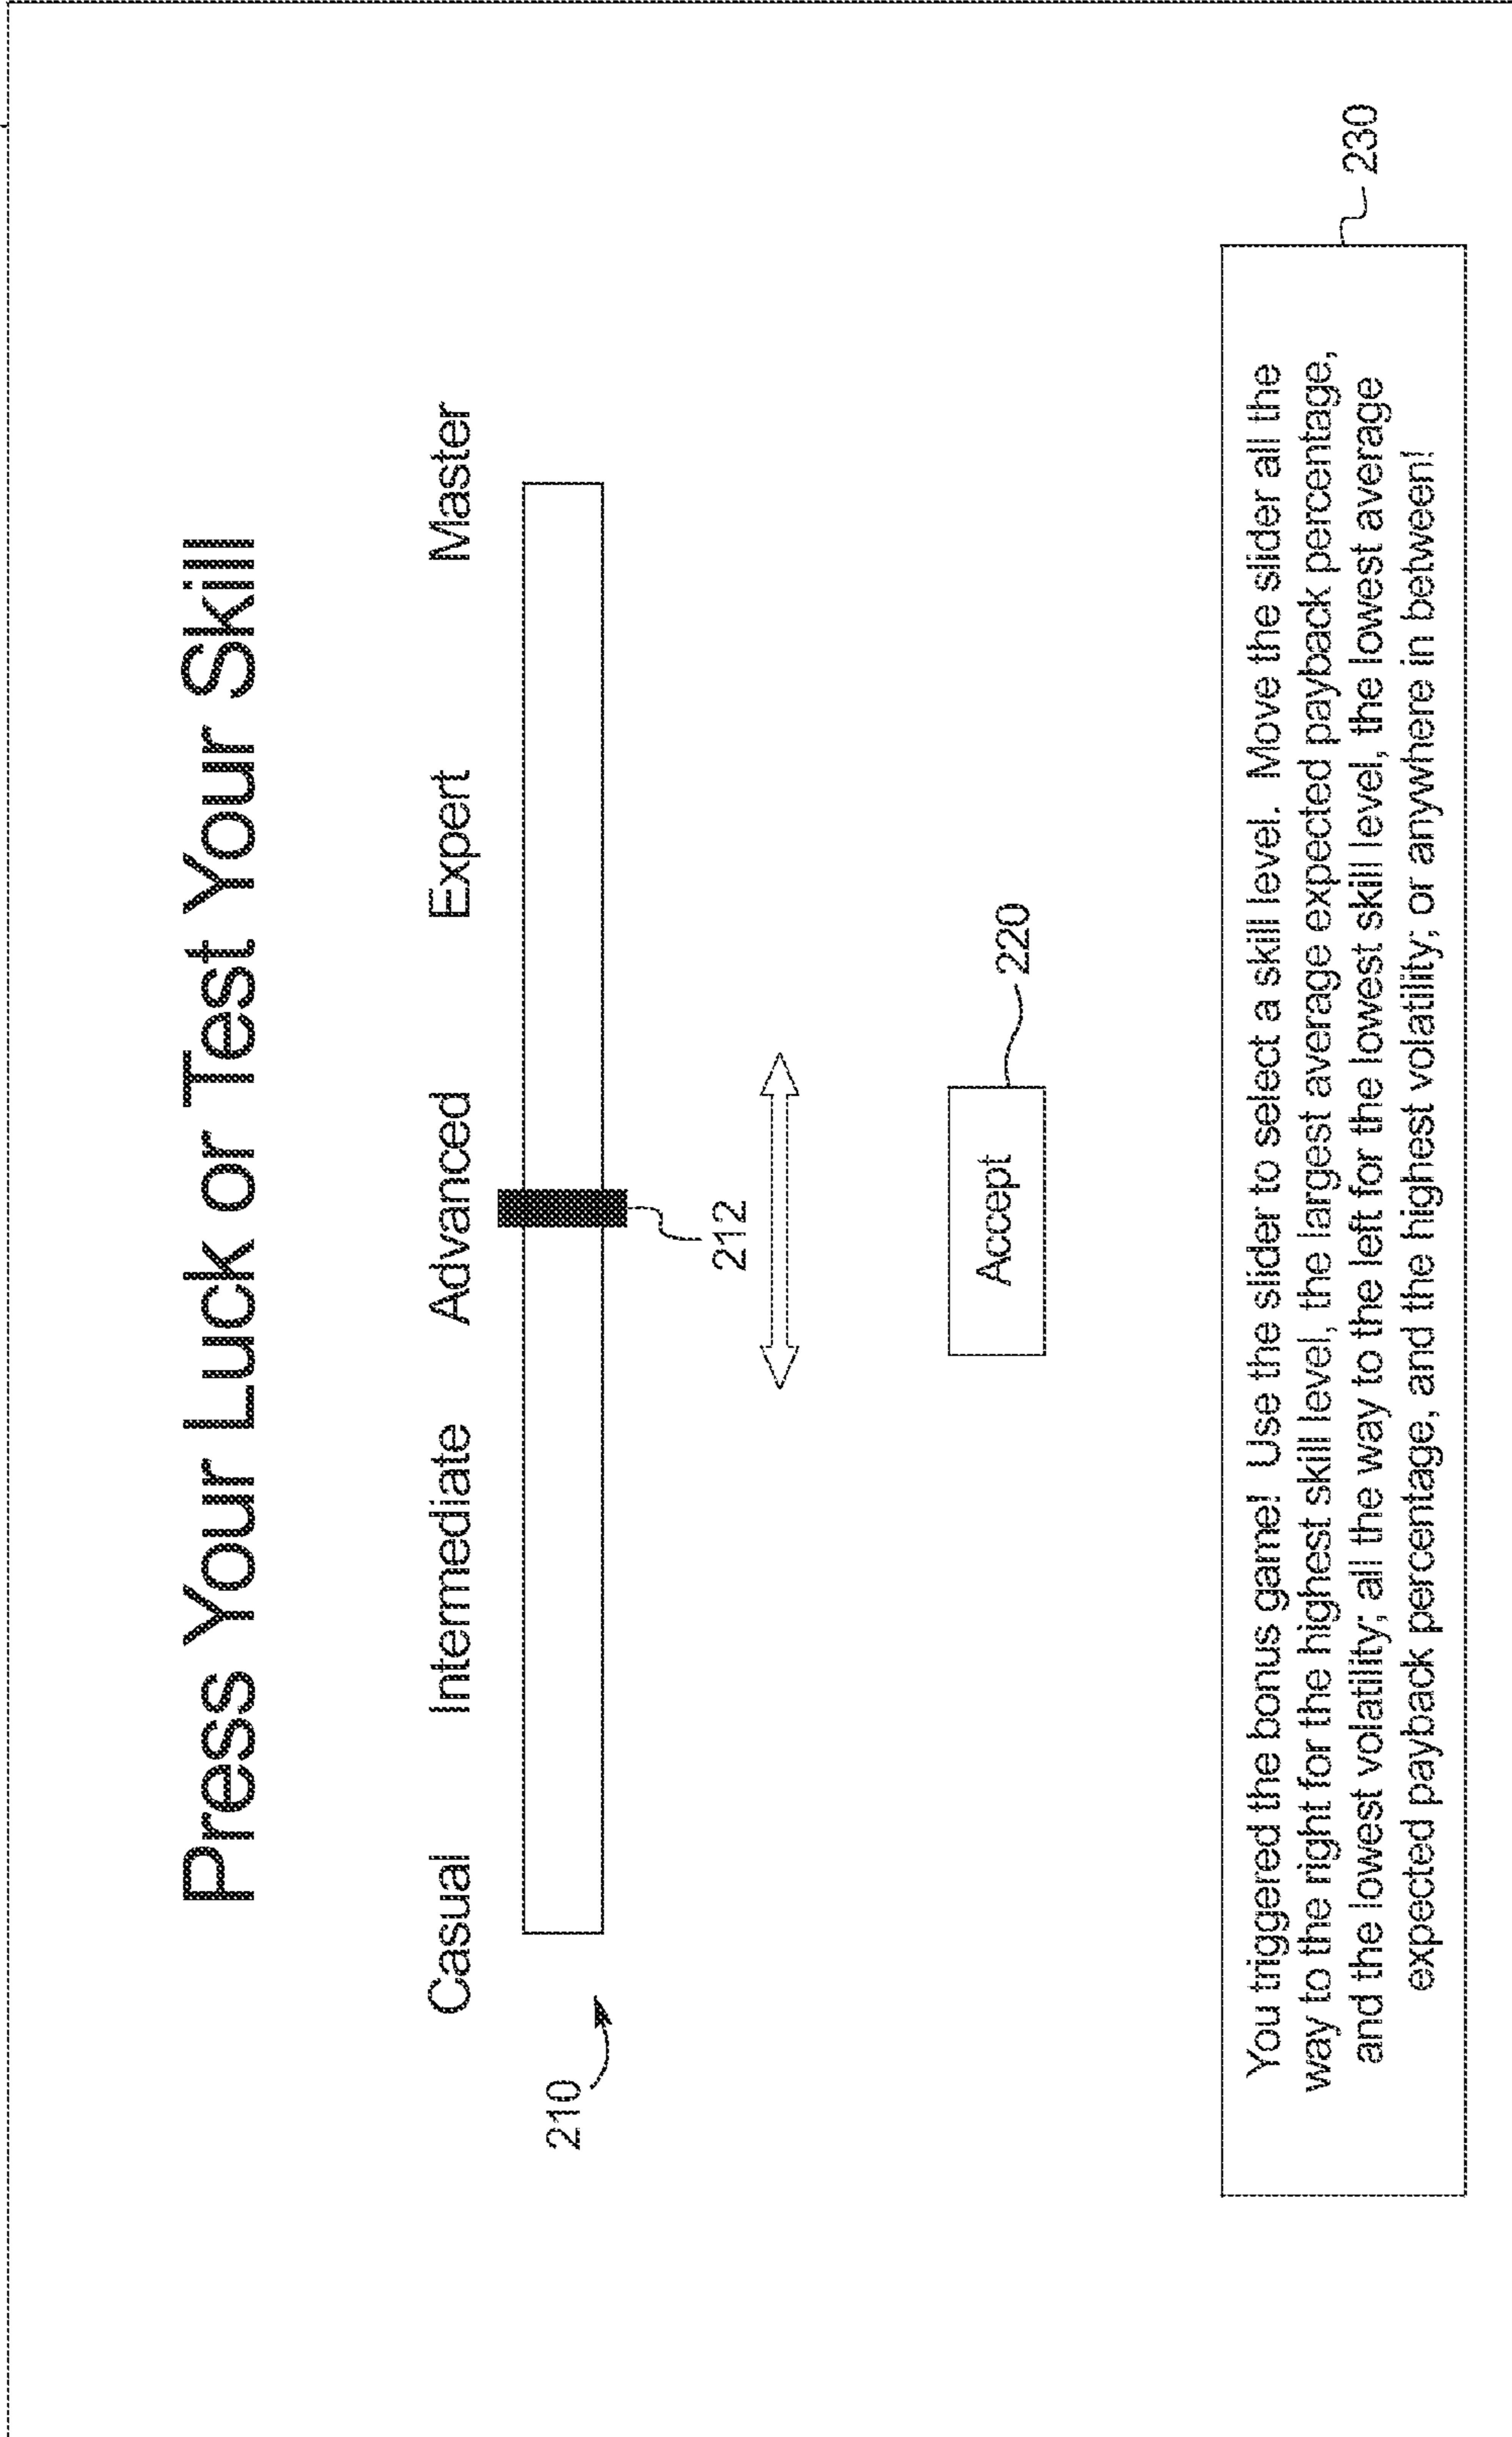 Press Your Luck or Test Your Skill
Casual Intermediate Advanced Expert Master
210
212
Accept
220
You triggered the bonus game! Use the slider to select a skill level. Move the slider all the
way to the right for the highest skill level, the largest average expected payback percentage,
and the lowest volatility; all the way to the left for the lowest skill level, the lowest average
expected payback percentage, and the highest volatility; or anywhere in between!
230